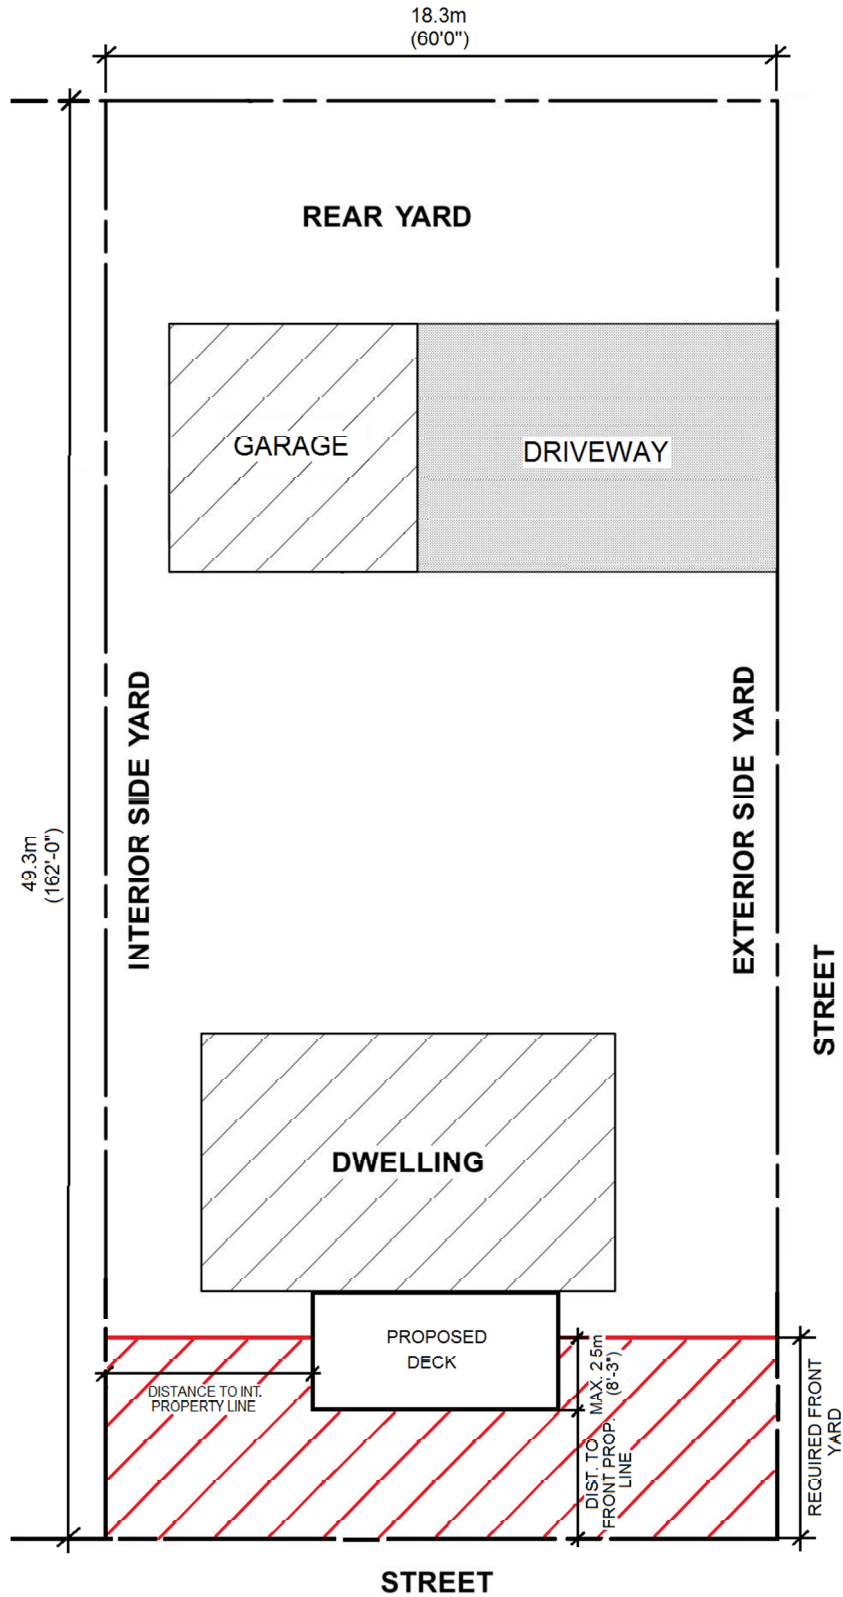 18.3m
(60'0")
REAR YARD
GARAGE
DRIVEWAY
INTERIOR SIDE YARD
EXTERIOR SIDE YARD
49.3m
(162'-0")
STREET
DWELLING
PROPOSED
DECK
MAX. 2.5m
(8'-3")
DISTANCE TO INT.
PROPERTY LINE
DIST. TO
FRONT PROP.
LINE
REQUIRED FRONT
YARD
STREET